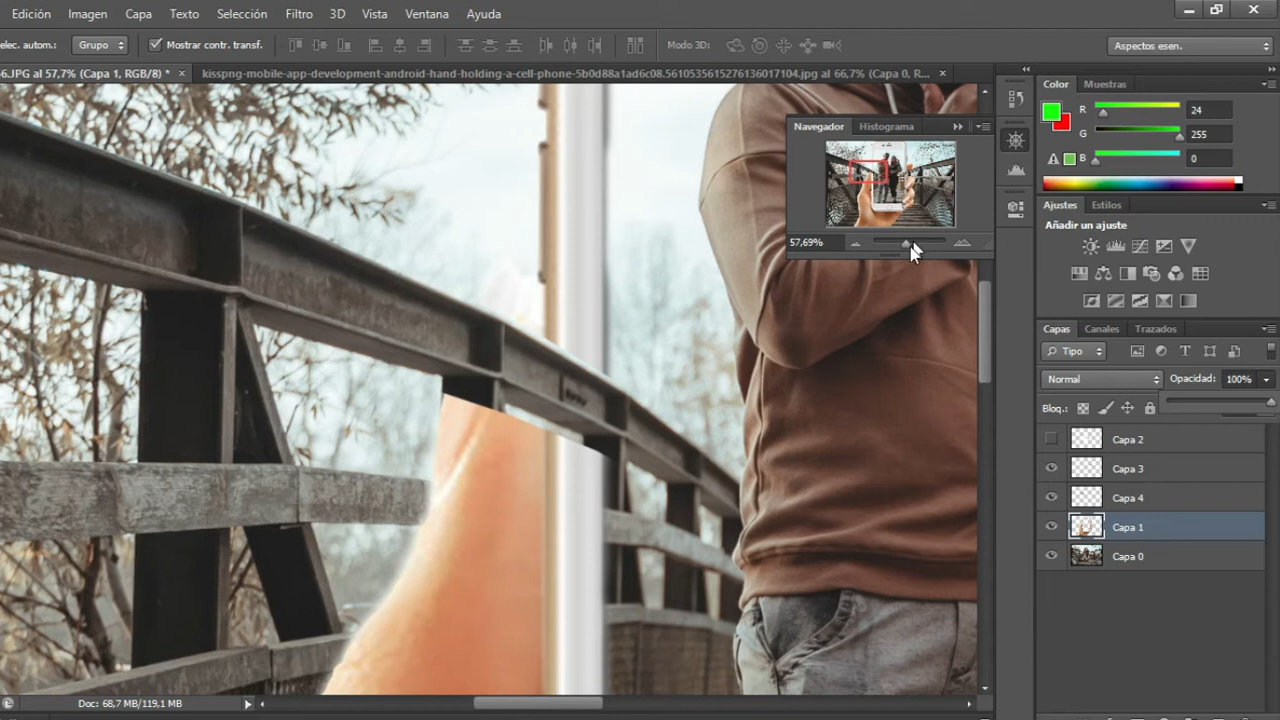 Edición Imagen Capa Texto Selección Filtro 3D Vista Ventana Ayuda
elec. autom.: Grupo Mostrar contr. transf. Modo 3D: Aspectos esen.
6.JPG al 57,7% (Capa 1, RGB/8) * × kisspng-mobile-app-development-android-hand-holding-a-cell-phone-5b0d88a1ad6c08.5610535615276136017104.jpg al 66,7% (Capa 0, R... ×
Color Muestras
R 24
G 255
B 0
Navegador Histograma
57,69%
Ajustes Estilos
Añadir un ajuste
Capas Canales Trazados
Tipo
Normal Opacidad: 100%
Bloq.:
Capa 2
Capa 3
Capa 4
Capa 1
Capa 0
Doc: 68,7 MB/119,1 MB